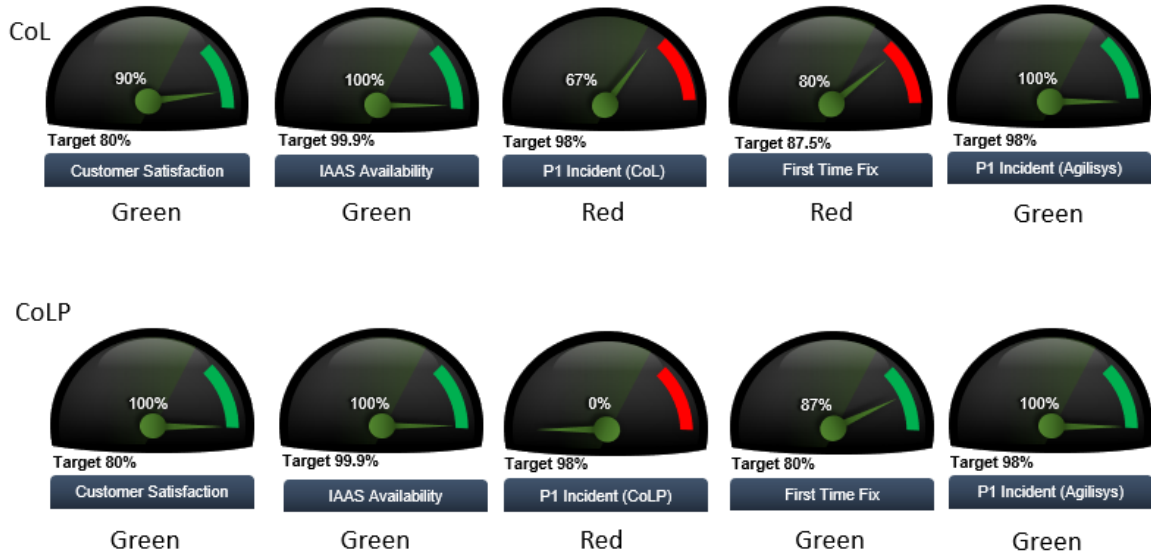 CoL
90% 100% 67% 80% 100%
Target 80% Target 99.9% Target 98% Target 87.5% Target 98%
Customer Satisfaction IAAS Availability P1 Incident (CoL) First Time Fix P1 Incident (Agilisys)
Green Green Red Red Green
CoLP
100% 100% 0% 87% 100%
Target 80% Target 99.9% Target 98% Target 80% Target 98%
Customer Satisfaction IAAS Availability P1 Incident (CoLP) First Time Fix P1 Incident (Agilisys)
Green Green Red Green Green